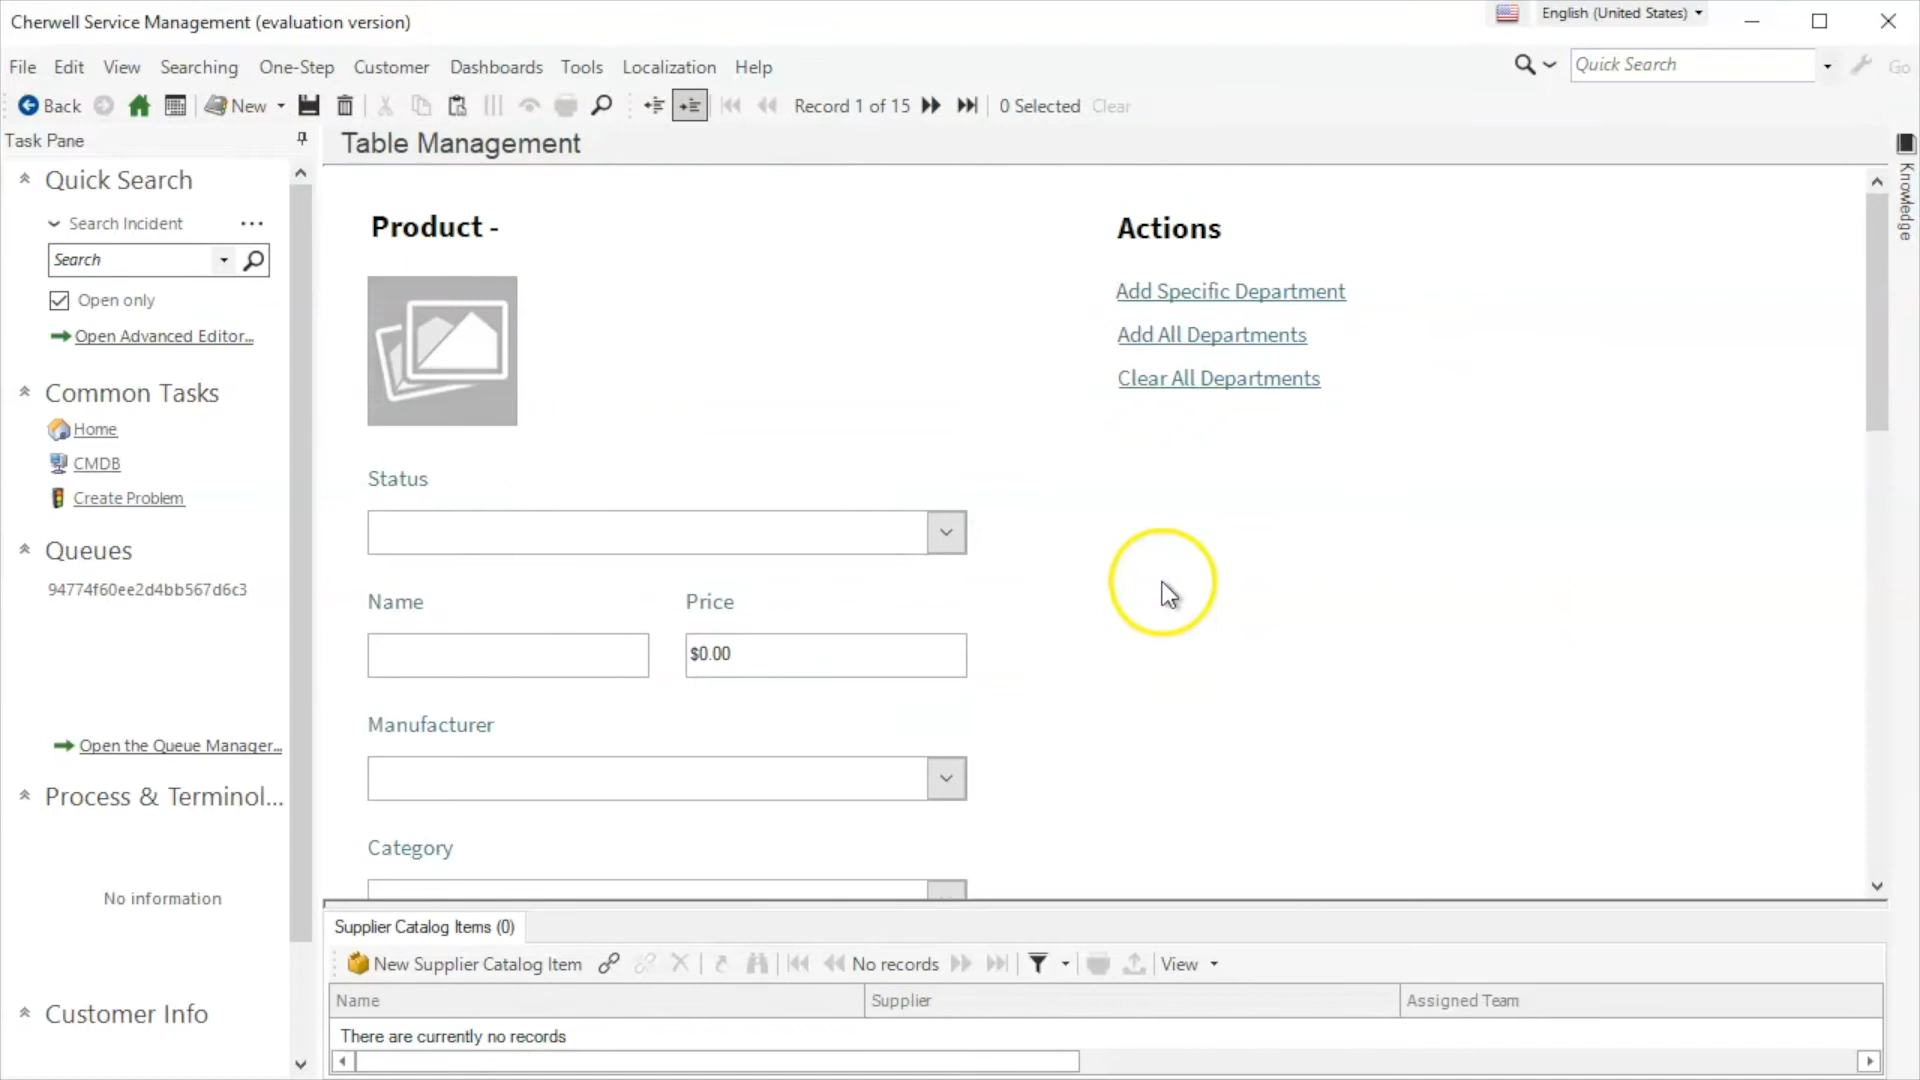 Cherwell Service Management (evaluation version)
English (United States)
File Edit View Searching One-Step Customer Dashboards Tools Localization Help
Quick Search
Go
Back
New
Record 1 of 15
0 Selected Clear
Task Pane
Quick Search
Search Incident
Search
Open only
Open Advanced Editor...
Common Tasks
Home
CMDB
Create Problem
Queues
94774f60ee2d4bb567d6c3
Open the Queue Manager...
Process & Terminol...
No information
Customer Info
Table Management
Product -
Status
Name
Price
$0.00
Manufacturer
Category
Actions
Add Specific Department
Add All Departments
Clear All Departments
Knowledge
Supplier Catalog Items (0)
New Supplier Catalog Item
No records
View
Name Supplier Assigned Team
There are currently no records